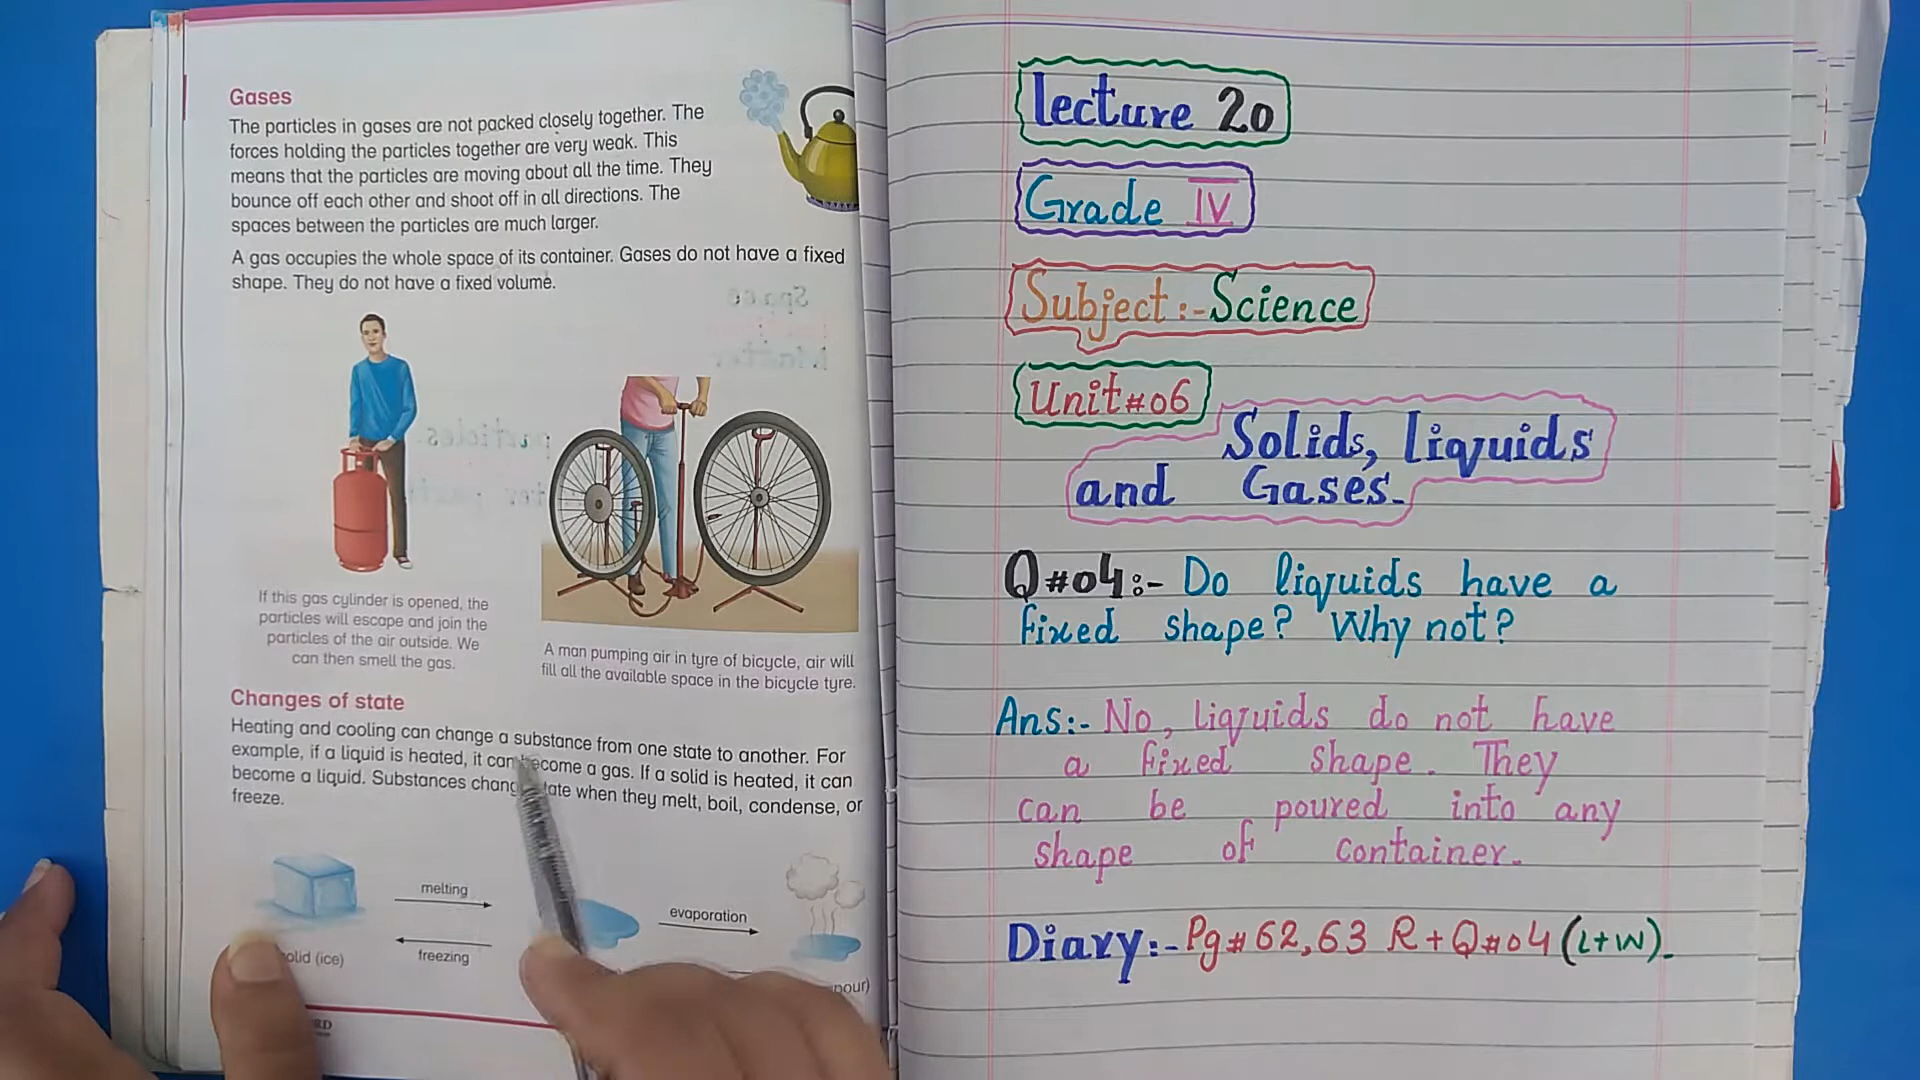 Gases
The particles in gases are not packed closely together. The
forces holding the particles together are very weak. This
means that the particles are moving about all the time. They
bounce off each other and shoot off in all directions. The
spaces between the particles are much larger.
A gas occupies the whole space of its container. Gases do not have a fixed
shape. They do not have a fixed volume.
If this gas cylinder is opened, the
particles will escape and join the
particles of the air outside. We
can then smell the gas.
A man pumping air in tyre of bicycle, air will
fill all the available space in the bicycle tyre.
Changes of state
Heating and cooling can change a substance from one state to another. For
example, if a liquid is heated, it can become a gas. If a solid is heated, it can
become a liquid. Substances change state when they melt, boil, condense, or
freeze.
melting
evaporation
freezing
solid (ice)
lecture 20
Grade IV
Subject:- Science
Unit#06
Solids, liquids
and Gases.
Q#04:- Do liquids have a
fixed shape? Why not?
Ans:- No, liquids do not have
a fixed shape. They
can be poured into any
shape of container.
Diary:- Pg# 62,63 R+Q#04 (L+W).